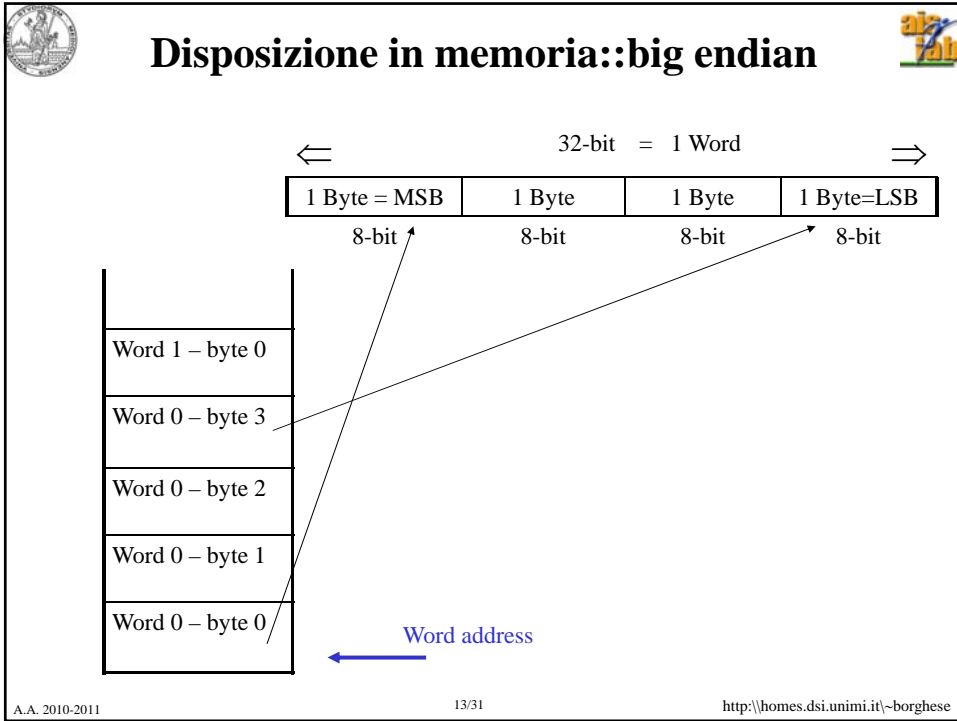 Disposizione in memoria::big endian
⇐ 32-bit = 1 Word ⇒
1 Byte = MSB 1 Byte 1 Byte 1 Byte=LSB
8-bit 8-bit 8-bit 8-bit
Word 1 – byte 0
Word 0 – byte 3
Word 0 – byte 2
Word 0 – byte 1
Word 0 – byte 0
Word address
A.A. 2010-2011 13/31 http:\\homes.dsi.unimi.it\~borghese